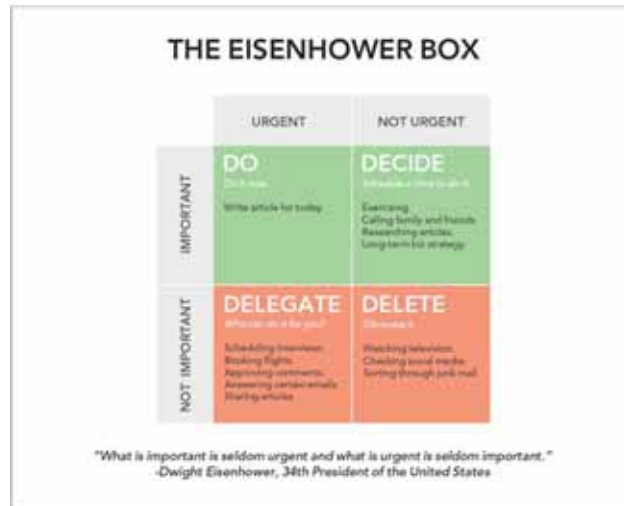 THE EISENHOWER BOX
URGENT
NOT URGENT
IMPORTANT
DO
Do it now.
Write article for today.
DECIDE
Schedule a time to do it.
Exercising.
Calling family and friends.
Researching articles.
Long-term biz strategy.
NOT IMPORTANT
DELEGATE
Who can do it for you?
Scheduling interviews.
Booking flights.
Approving comments.
Answering certain emails.
Sharing articles.
DELETE
Eliminate it.
Watching television.
Checking social media.
Sorting through junk mail.
"What is important is seldom urgent and what is urgent is seldom important."
-Dwight Eisenhower, 34th President of the United States